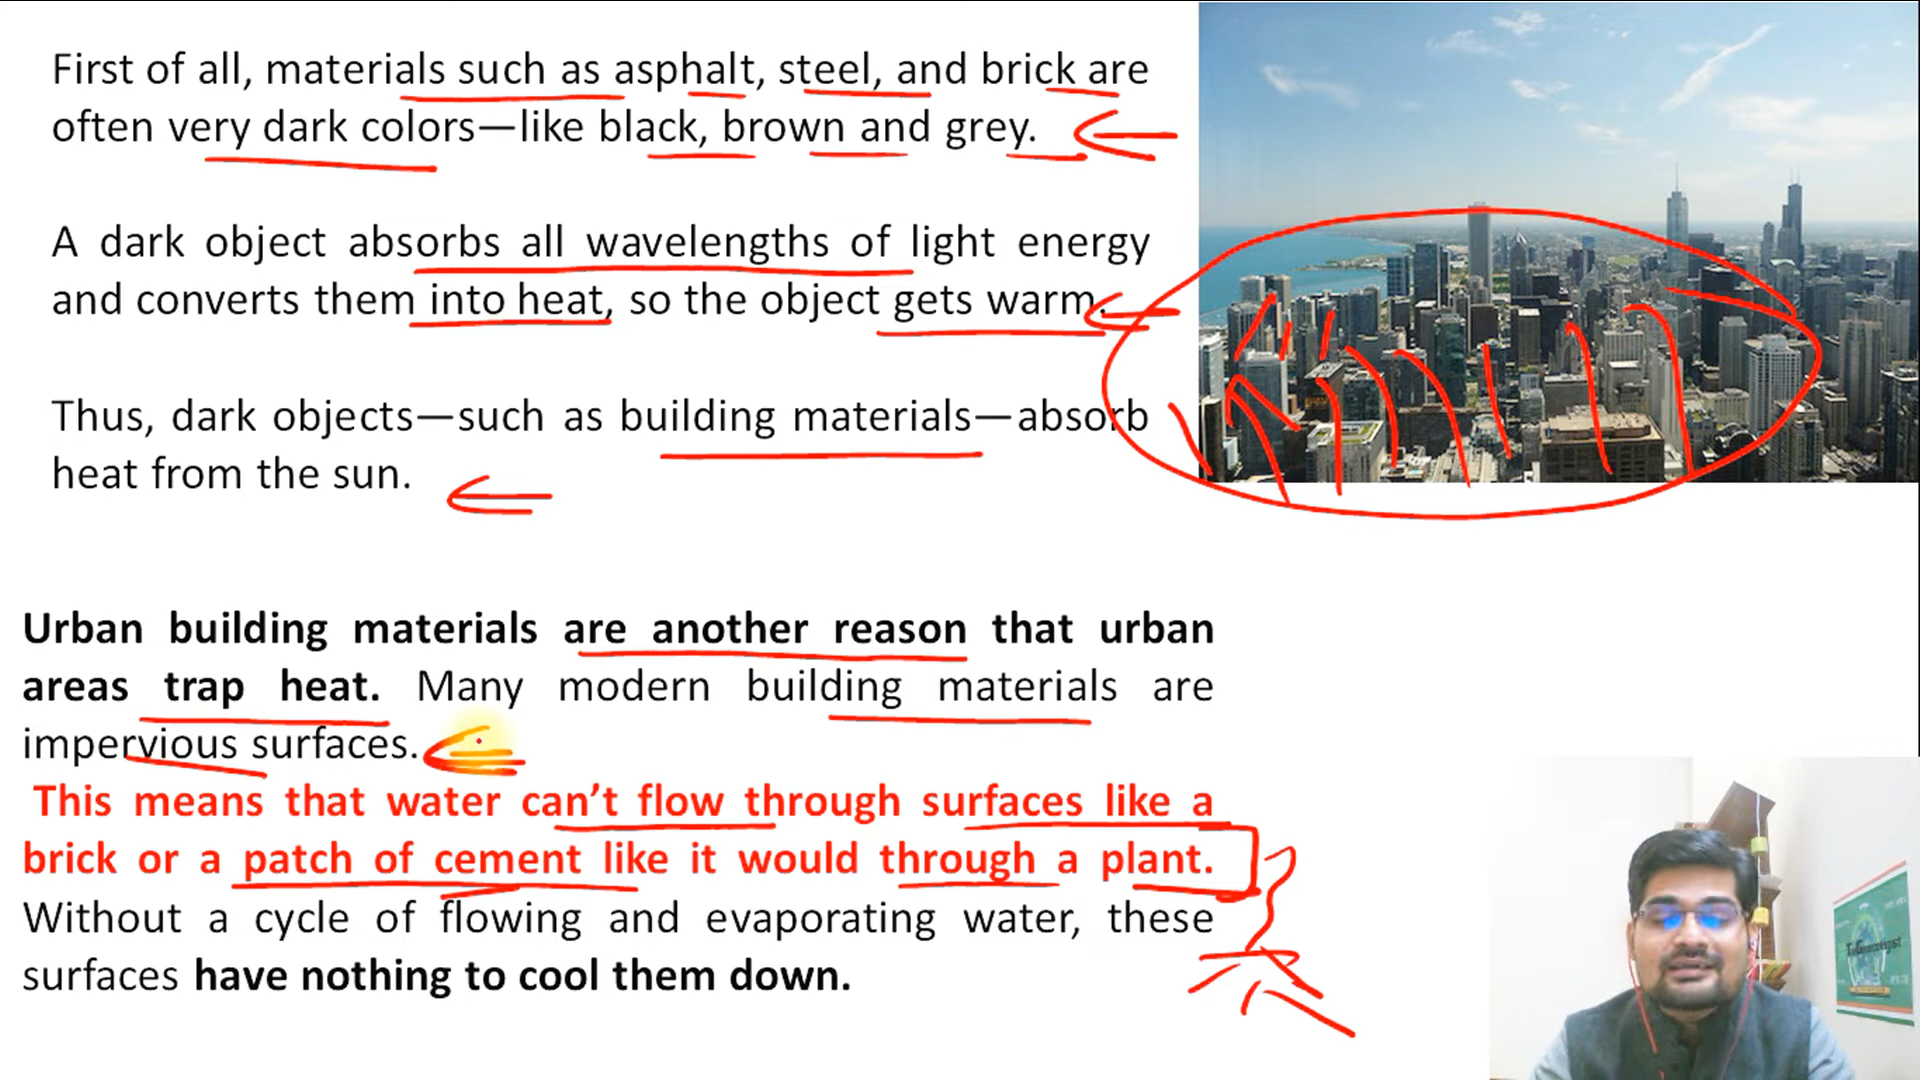 First of all, materials such as asphalt, steel, and brick are
often very dark colors—like black, brown and grey.
A dark object absorbs all wavelengths of light energy
and converts them into heat, so the object gets warm.
Thus, dark objects—such as building materials—absorb
heat from the sun.
Urban building materials are another reason that urban
areas trap heat. Many modern building materials are
impervious surfaces.
This means that water can’t flow through surfaces like a
brick or a patch of cement like it would through a plant.
Without a cycle of flowing and evaporating water, these
surfaces have nothing to cool them down.